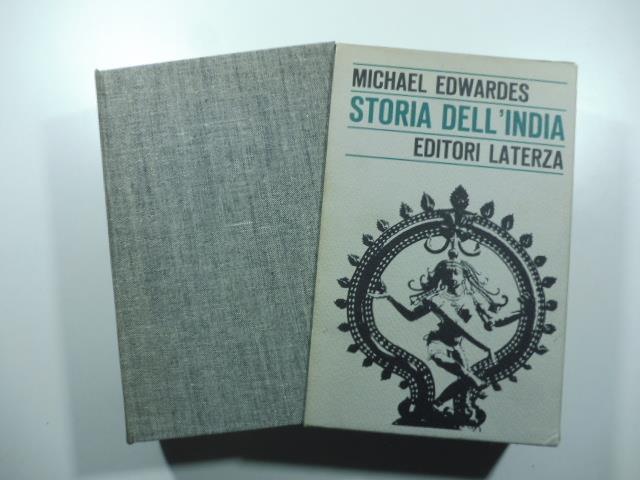 MICHAEL EDWARDES
STORIA DELL'INDIA
EDITORI LATERZA